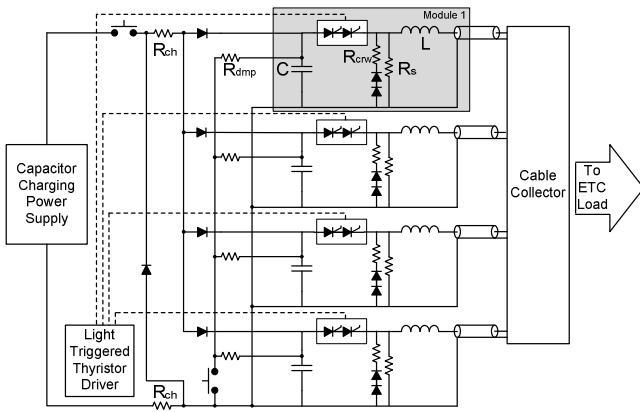 Module 1
Rch
Rdmp
C
Rcrw
Rs
L
Capacitor
Charging
Power
Supply
Cable
Collector
To
ETC
Load
Light
Triggered
Thyristor
Driver
Rch